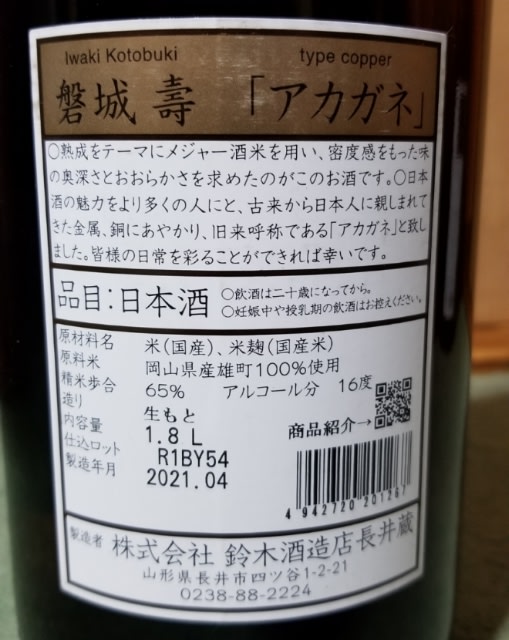 Iwaki Kotobuki type copper
磐城 壽 「アカガネ」
○熟成をテーマにメジャー酒米を用い、密度感をもった味
の奥深さとおおらかさを求めたのがこのお酒です。○日本
酒の魅力をより多くの人にと、古来から日本人に親しまれて
きた金属、銅にあやかり、旧来呼称である「アカガネ」と致し
ました。皆様の日常を彩ることができれば幸いです。
品目：日本酒
○飲酒は二十歳になってから。
○妊娠中や授乳期の飲酒はお控えください。
原材料名 米(国産)、米麹(国産米)
原料米 岡山県産雄町100%使用
精米歩合 65% アルコール分 16度
造り 生もと
内容量 1.8 L
商品紹介→
仕込ロット R1BY54
製造年月 2021.04
4 942720 201267
製造者 株式会社 鈴木酒造店長井蔵
山形県長井市四ツ谷1-2-21
0238-88-2224